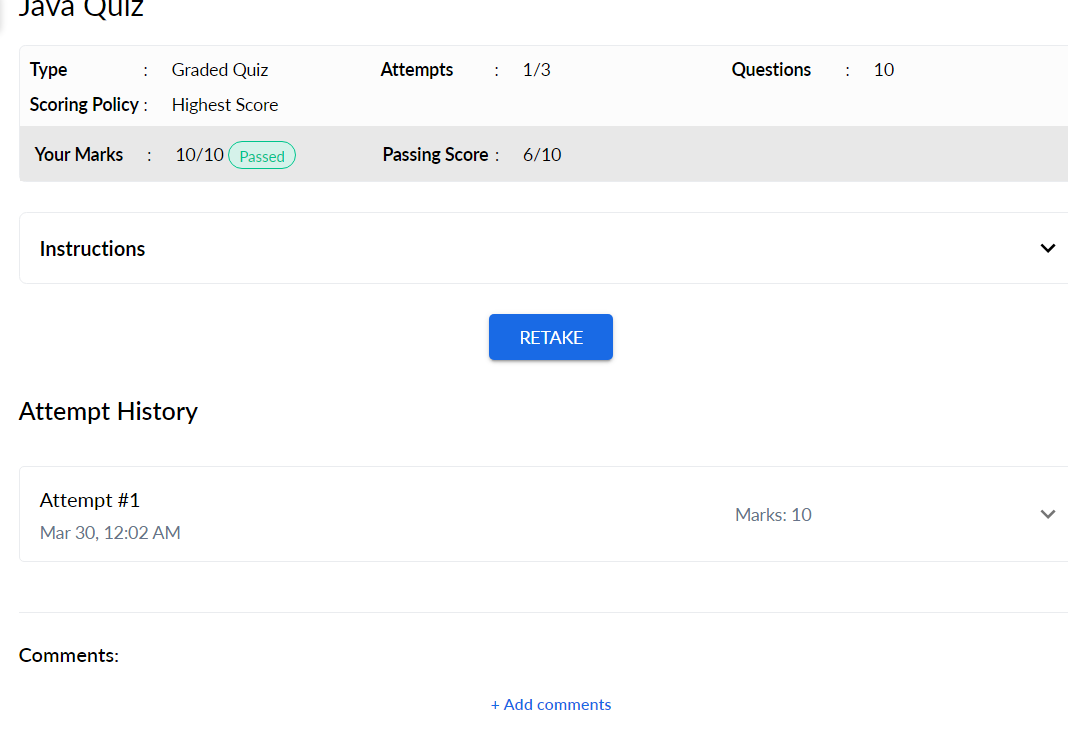 Java Quiz
Type : Graded Quiz Attempts : 1/3 Questions : 10
Scoring Policy : Highest Score
Your Marks : 10/10 Passed Passing Score : 6/10
Instructions
RETAKE
Attempt History
Attempt #1
Mar 30, 12:02 AM
Marks: 10
Comments:
+ Add comments